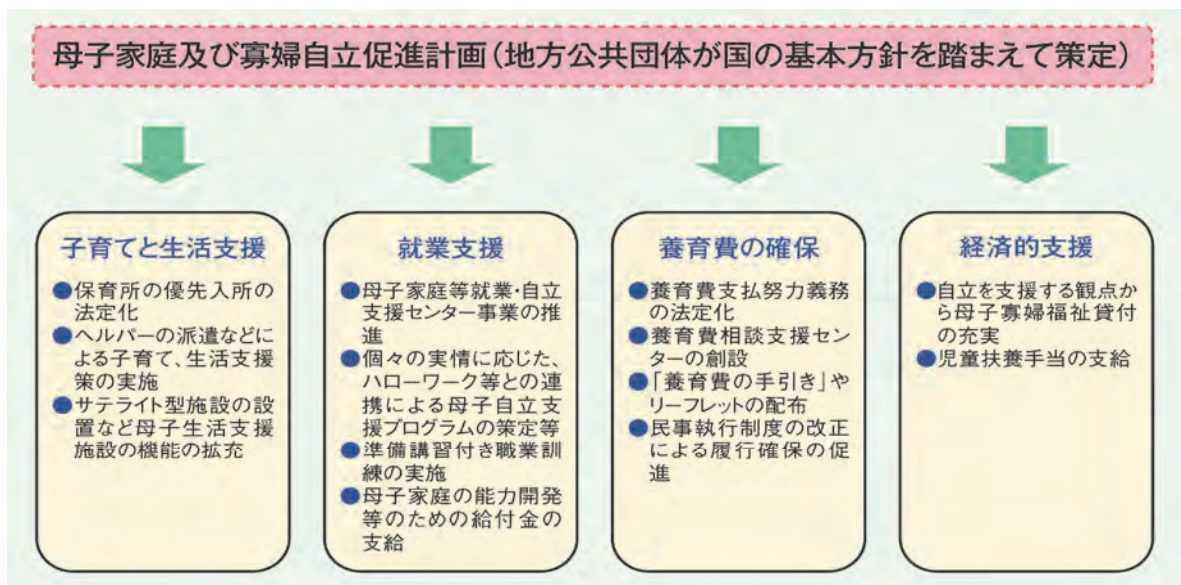 母子家庭及び寡婦自立促進計画（地方公共団体が国の基本方針を踏まえて策定）
子育てと生活支援
●保育所の優先入所の
法定化
●ヘルパーの派遣などに
よる子育て、生活支援
策の実施
●サテライト型施設の設
置など母子生活支援
施設の機能の拡充
就業支援
●母子家庭等就業・自立
支援センター事業の推
進
●個々の実情に応じた、
ハローワーク等との連
携による母子自立支
援プログラムの策定等
●準備講習付き職業訓
練の実施
●母子家庭の能力開発
等のための給付金の
支給
養育費の確保
●養育費支払努力義務
の法定化
●養育費相談支援セン
ターの創設
●「養育費の手引き」や
リーフレットの配布
●民事執行制度の改正
による履行確保の促
進
経済的支援
●自立を支援する観点か
ら母子寡婦福祉貸付
の充実
●児童扶養手当の支給